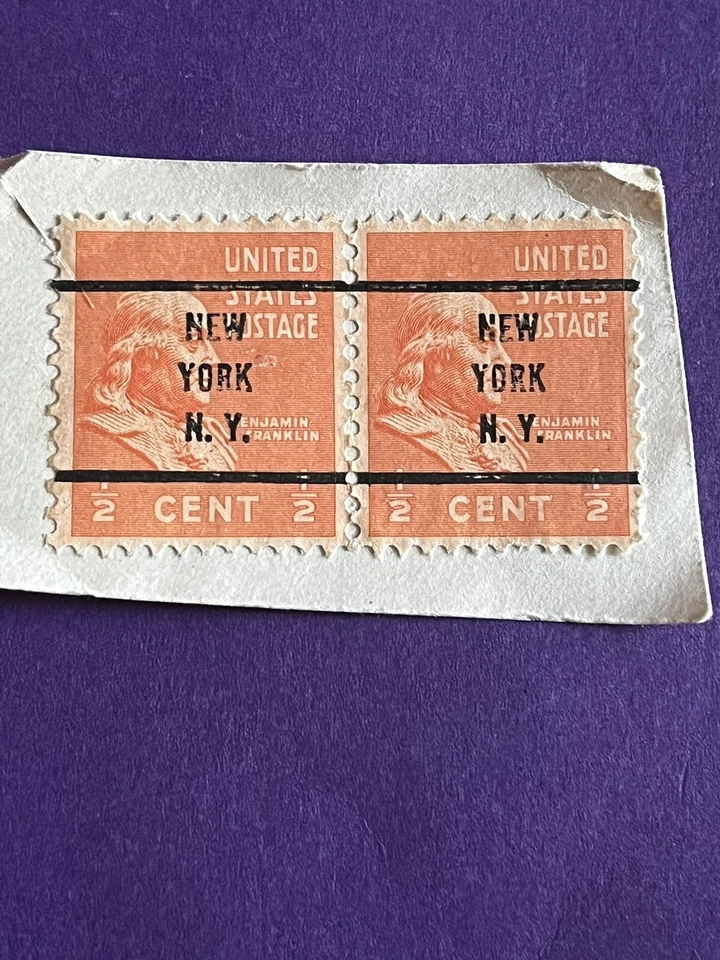 UNITED
STATES
POSTAGE
NEW
YORK
N. Y.
BENJAMIN
FRANKLIN
1/2 CENT 1/2
UNITED
STATES
POSTAGE
NEW
YORK
N. Y.
BENJAMIN
FRANKLIN
1/2 CENT 1/2